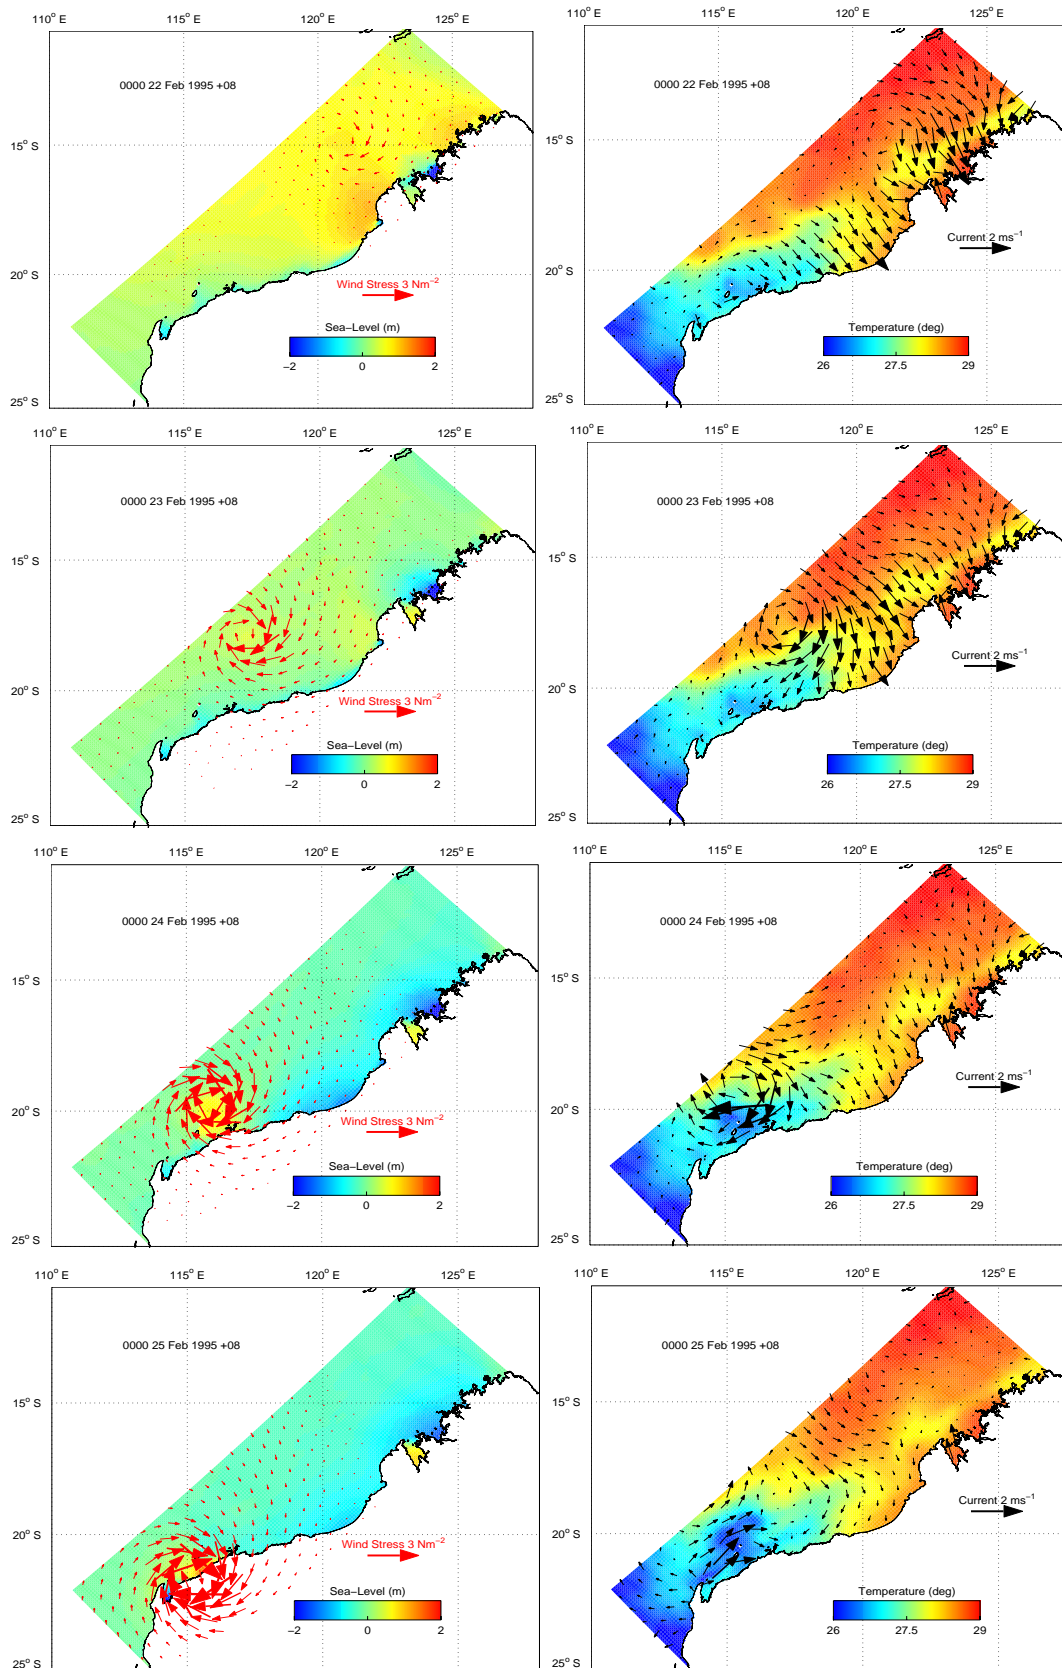 110° E 115° E 120° E 125° E
0000 22 Feb 1995 +08
15° S
20° S
Wind Stress 3 Nm⁻²
Sea−Level (m)
−2 0 2
25° S
110° E 115° E 120° E 125° E
0000 22 Feb 1995 +08
15° S
Current 2 ms⁻¹
20° S
Temperature (deg)
26 27.5 29
25° S
110° E 115° E 120° E 125° E
0000 23 Feb 1995 +08
15° S
20° S
Wind Stress 3 Nm⁻²
Sea−Level (m)
−2 0 2
25° S
110° E 115° E 120° E 125° E
0000 23 Feb 1995 +08
15° S
Current 2 ms⁻¹
20° S
Temperature (deg)
26 27.5 29
25° S
110° E 115° E 120° E 125° E
0000 24 Feb 1995 +08
15° S
20° S
Wind Stress 3 Nm⁻²
Sea−Level (m)
−2 0 2
25° S
110° E 115° E 120° E 125° E
0000 24 Feb 1995 +08
15° S
Current 2 ms⁻¹
20° S
Temperature (deg)
26 27.5 29
25° S
110° E 115° E 120° E 125° E
0000 25 Feb 1995 +08
15° S
20° S
Wind Stress 3 Nm⁻²
Sea−Level (m)
−2 0 2
25° S
110° E 115° E 120° E 125° E
0000 25 Feb 1995 +08
15° S
Current 2 ms⁻¹
20° S
Temperature (deg)
26 27.5 29
25° S